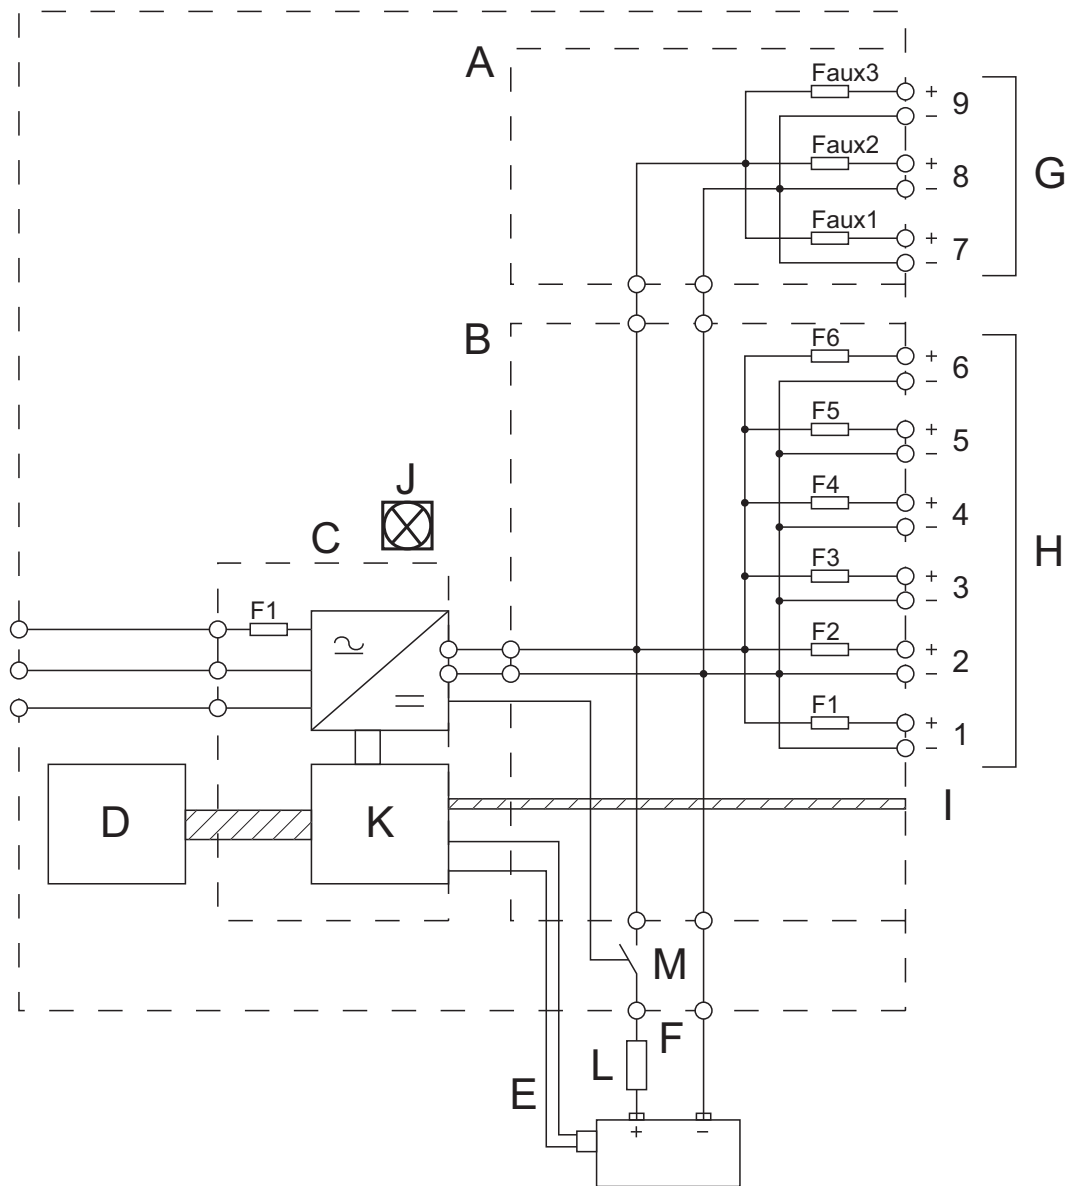 A
Faux3
+ 9
−
Faux2
+ 8
−
Faux1
+ 7
−
G
B
F6
+ 6
−
F5
+ 5
−
F4
+ 4
−
F3
+ 3
−
F2
+ 2
−
F1
+ 1
−
H
J
C
F1
D
K
I
M
F
L
E
+ −